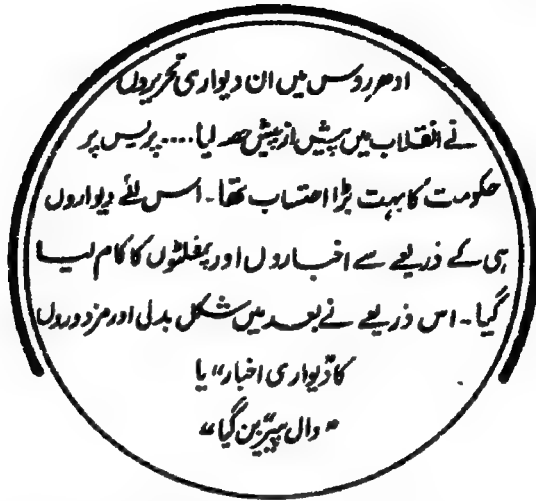 ادھر روس میں ان دیواری تحریروں
نے انقلاب میں پیش از پیش حصہ لیا .... پریس پر
حکومت کا بہت بڑا احتساب تھا۔ اس لئے دیواروں
ہی کے ذریعے سے اخباروں اور پمفلٹوں کا کام لیا
گیا۔ اس ذریعے نے بعد میں شکل بدلی اور مزدوروں
کا "دیواری اخبار" یا
"وال پیپر" بن گیا"